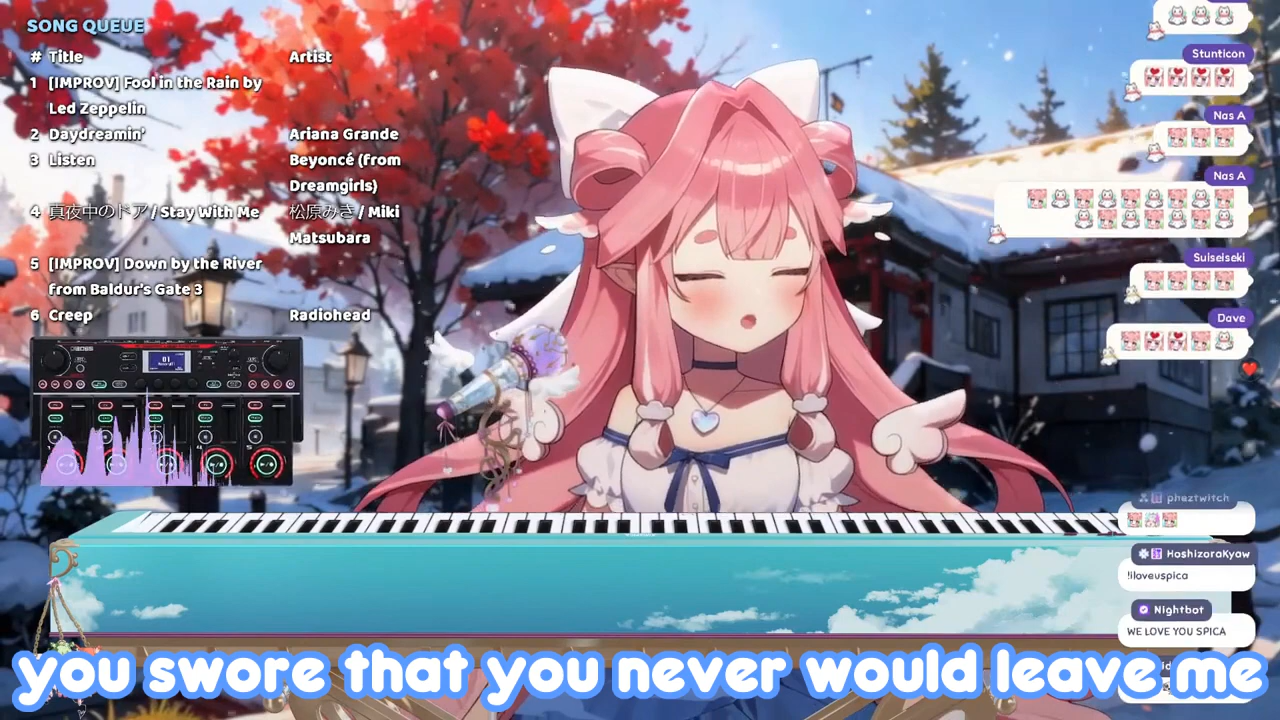 SONG QUEUE
# Title Artist
1 [IMPROV] Fool in the Rain by
Led Zeppelin
2 Daydreamin' Ariana Grande
3 Listen Beyoncé (from
Dreamgirls)
4 真夜中のドア / Stay With Me 松原みき / Miki
Matsubara
5 [IMPROV] Down by the River
from Baldur's Gate 3
6 Creep Radiohead
BOSS
Stunticon
Nas A
Nas A
Suiseiseki
Dave
pheztwitch
HoshizoraKyaw
!iloveuspica
Nightbot
WE LOVE YOU SPICA
you swore that you never would leave me